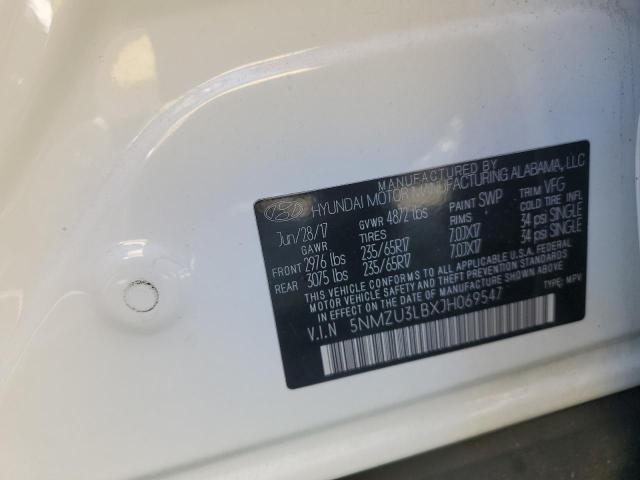 MANUFACTURED BY
HYUNDAI MOTOR MANUFACTURING ALABAMA, LLC
Jun/28/17 GVWR 4872 lbs PAINT SWP TRIM VFG
GAWR TIRES RIMS COLD TIRE INF.
FRONT 2976 lbs 235/65R17 7.0JX17 34 psi SINGLE
REAR 3075 lbs 235/65R17 7.0JX17 34 psi SINGLE
THIS VEHICLE CONFORMS TO ALL APPLICABLE U.S.A. FEDERAL
MOTOR VEHICLE SAFETY AND THEFT PREVENTION STANDARDS
IN EFFECT ON THE DATE OF MANUFACTURE SHOWN ABOVE.
V.I.N 5NMZU3LBXJH069547 TYPE: MPV